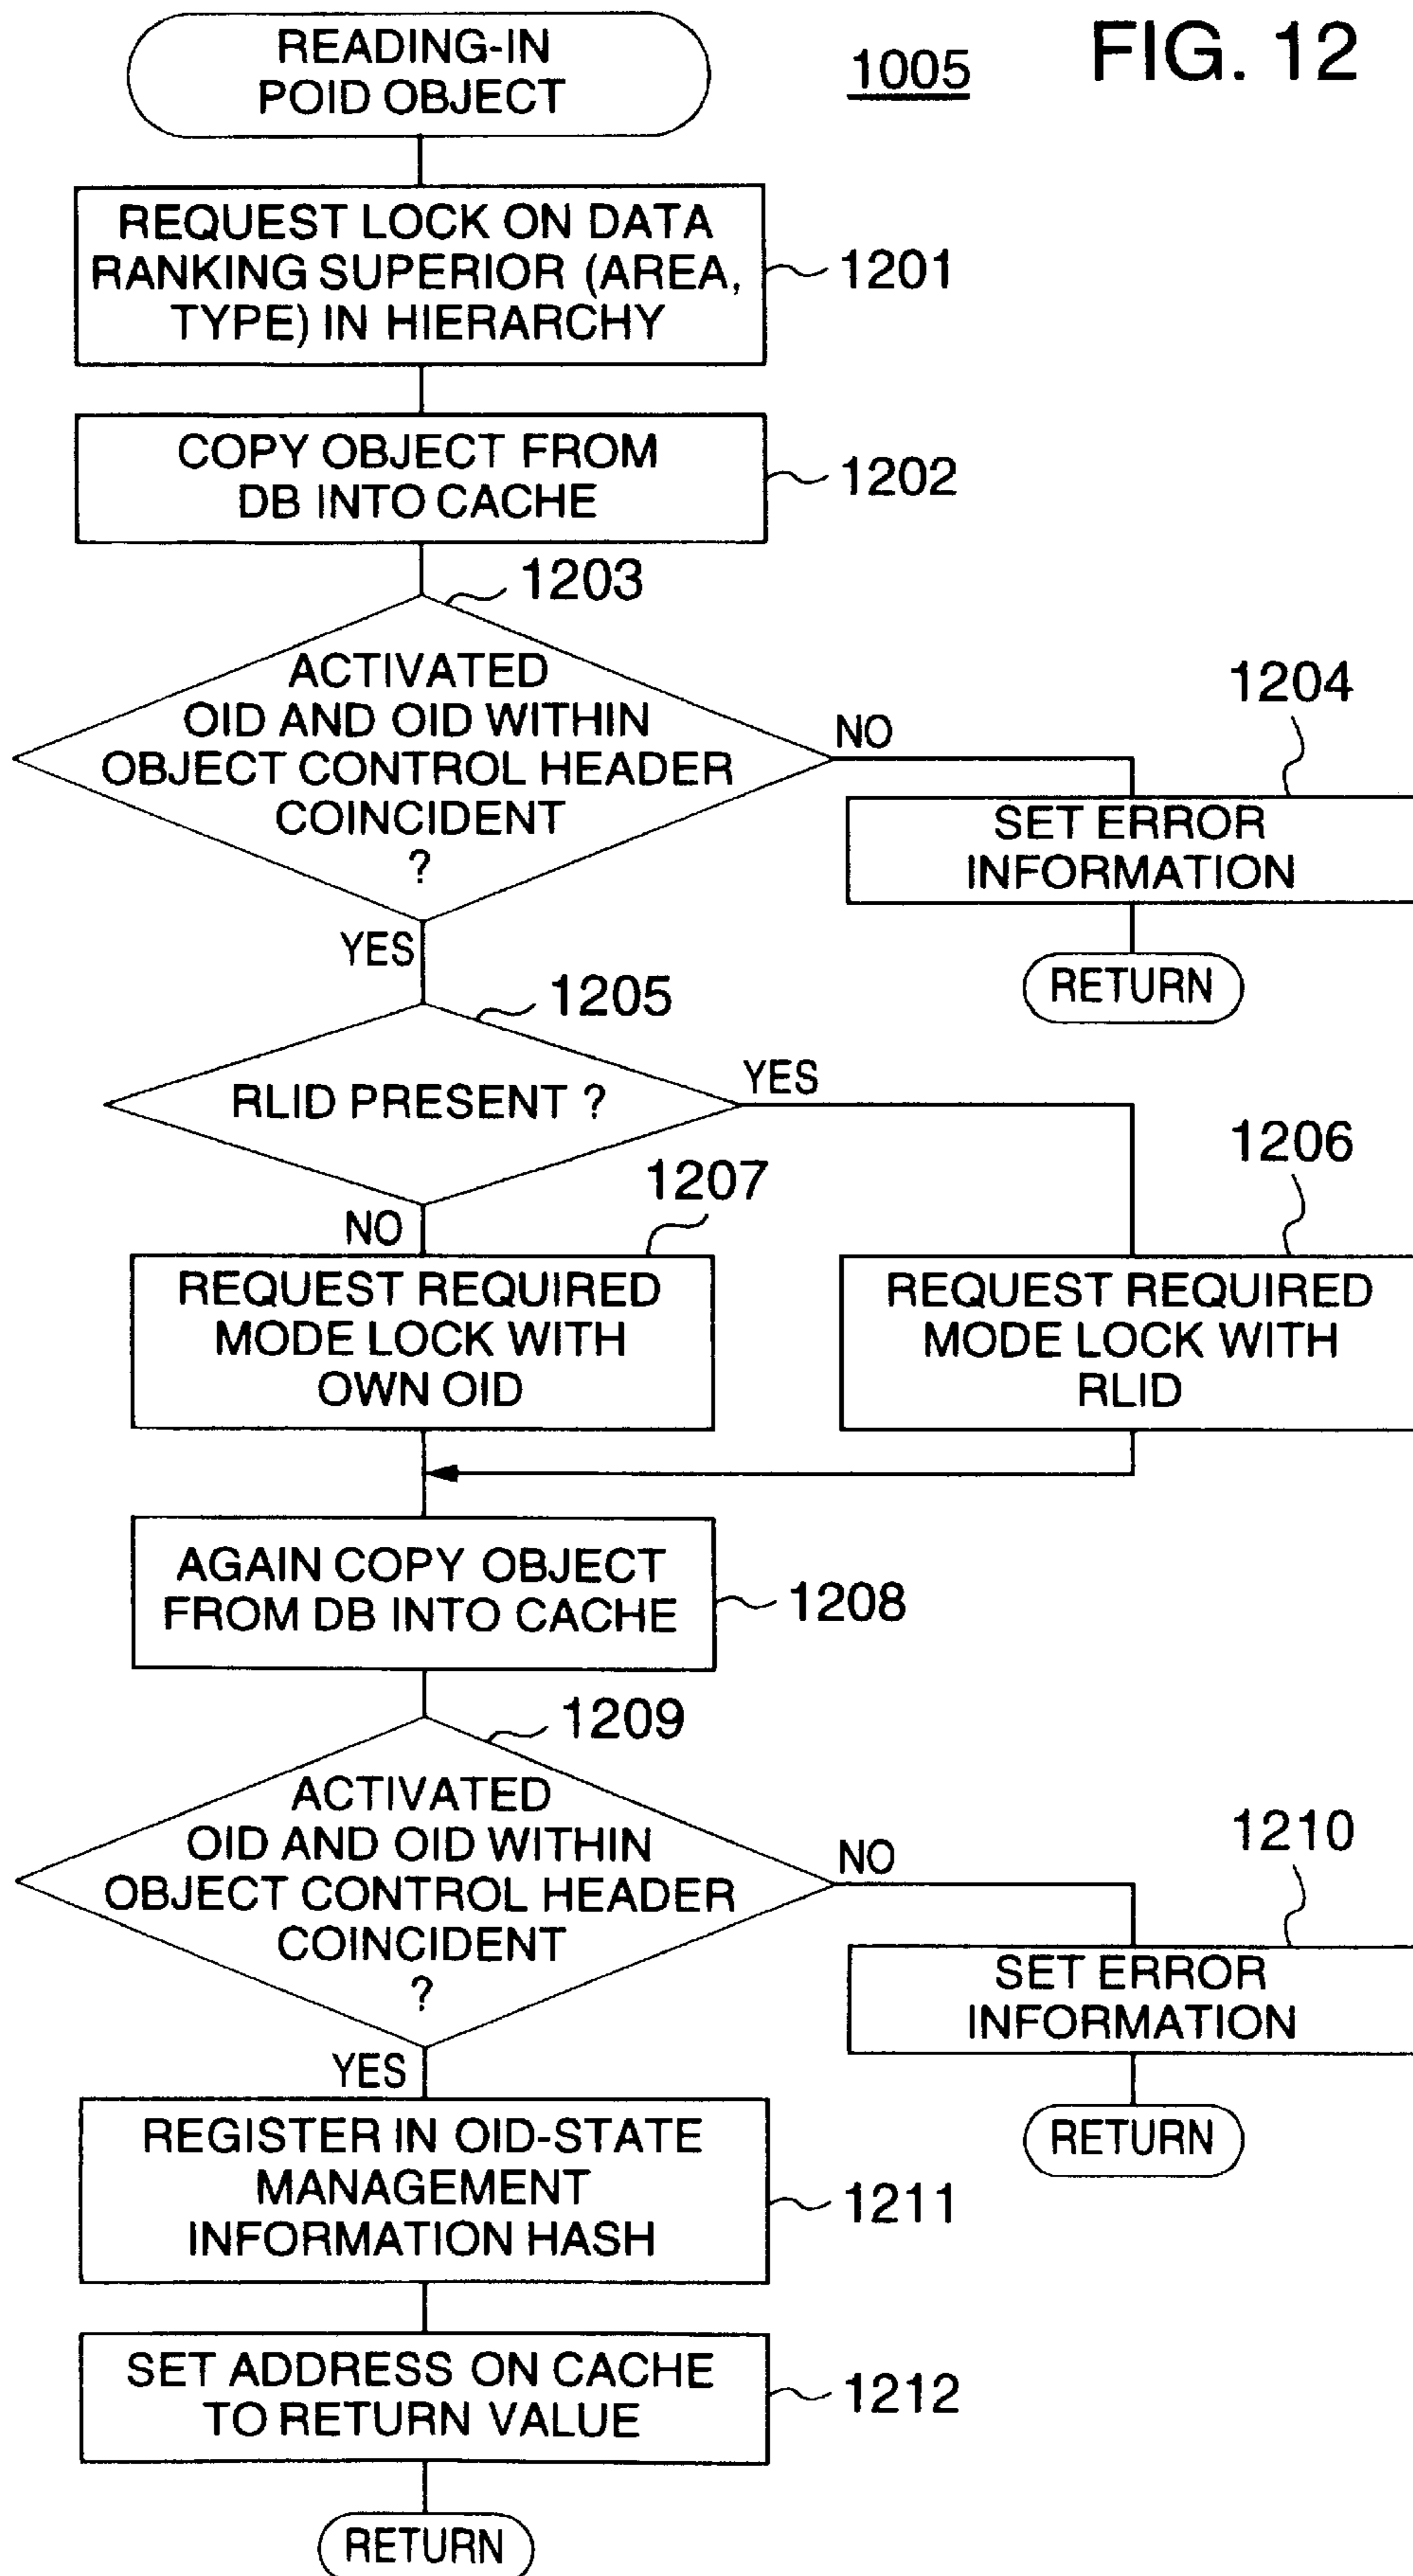 FIG. 12
1005
READING-IN
POID OBJECT
REQUEST LOCK ON DATA
RANKING SUPERIOR (AREA,
TYPE) IN HIERARCHY
1201
COPY OBJECT FROM
DB INTO CACHE
1202
1203
ACTIVATED
OID AND OID WITHIN
OBJECT CONTROL HEADER
COINCIDENT
?
NO
1204
SET ERROR
INFORMATION
RETURN
YES
1205
RLID PRESENT ?
YES
1206
REQUEST REQUIRED
MODE LOCK WITH
RLID
NO
1207
REQUEST REQUIRED
MODE LOCK WITH
OWN OID
AGAIN COPY OBJECT
FROM DB INTO CACHE
1208
1209
ACTIVATED
OID AND OID WITHIN
OBJECT CONTROL HEADER
COINCIDENT
?
NO
1210
SET ERROR
INFORMATION
RETURN
YES
REGISTER IN OID-STATE
MANAGEMENT
INFORMATION HASH
1211
SET ADDRESS ON CACHE
TO RETURN VALUE
1212
RETURN